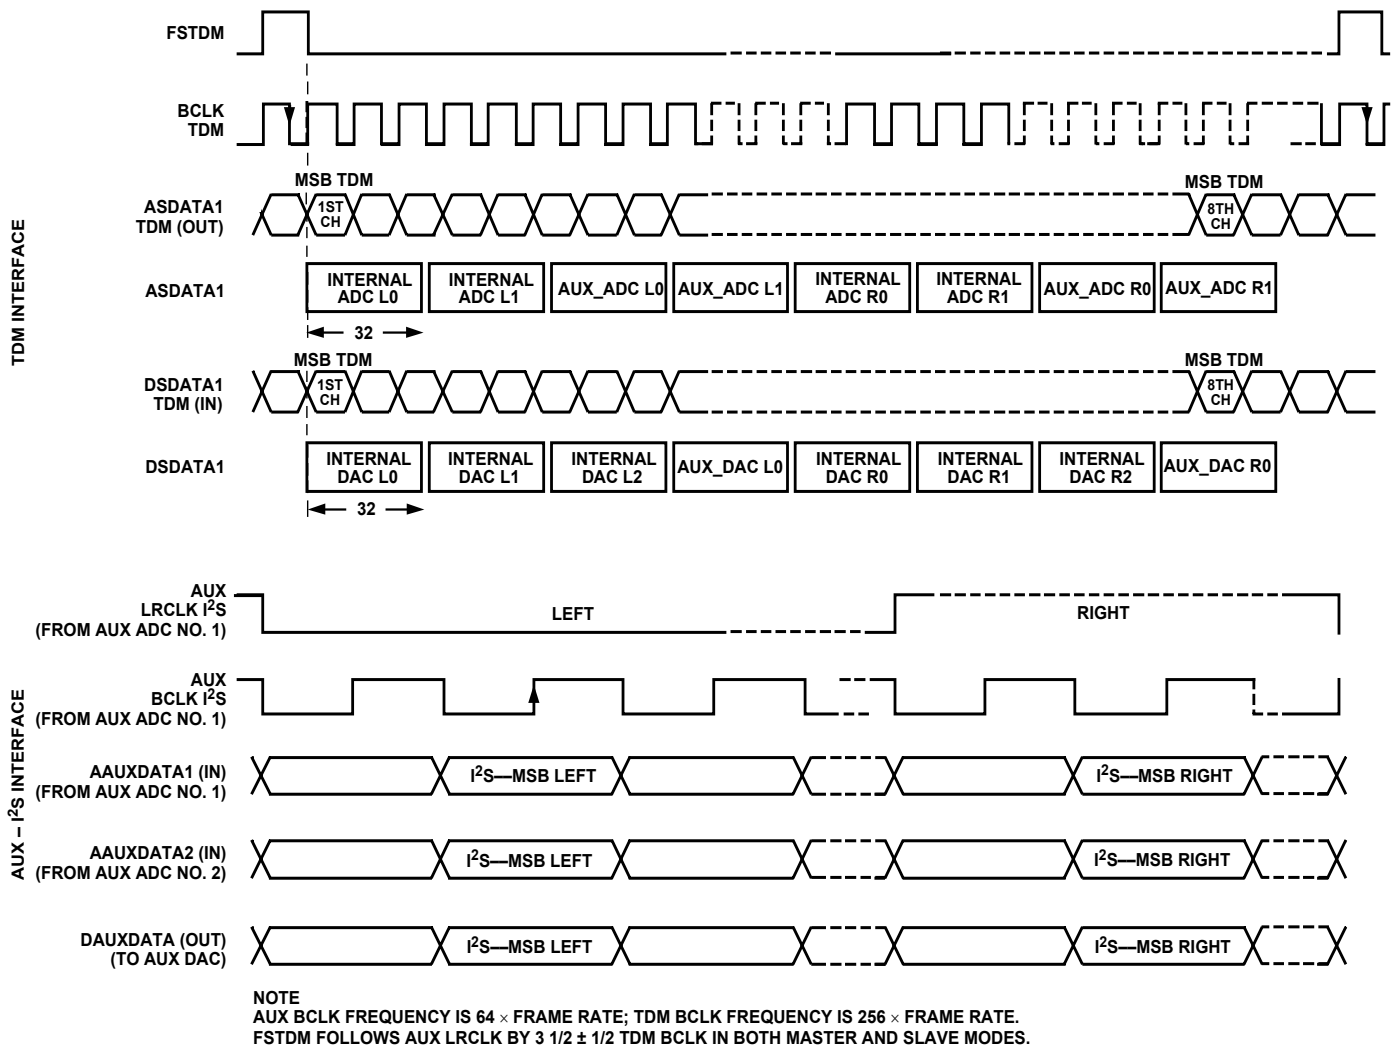 FSTDM
BCLK
TDM
MSB TDM
MSB TDM
ASDATA1
TDM (OUT)
1ST
CH
8TH
CH
TDM INTERFACE
ASDATA1
INTERNAL
ADC L0
INTERNAL
ADC L1
AUX_ADC L0
AUX_ADC L1
INTERNAL
ADC R0
INTERNAL
ADC R1
AUX_ADC R0
AUX_ADC R1
32
MSB TDM
MSB TDM
DSDATA1
TDM (IN)
1ST
CH
8TH
CH
DSDATA1
INTERNAL
DAC L0
INTERNAL
DAC L1
INTERNAL
DAC L2
AUX_DAC L0
INTERNAL
DAC R0
INTERNAL
DAC R1
INTERNAL
DAC R2
AUX_DAC R0
32
AUX
LRCLK I²S
(FROM AUX ADC NO. 1)
LEFT
RIGHT
AUX
BCLK I²S
(FROM AUX ADC NO. 1)
AUX – I²S INTERFACE
AAUXDATA1 (IN)
(FROM AUX ADC NO. 1)
I²S—MSB LEFT
I²S—MSB RIGHT
AAUXDATA2 (IN)
(FROM AUX ADC NO. 2)
I²S—MSB LEFT
I²S—MSB RIGHT
DAUXDATA (OUT)
(TO AUX DAC)
I²S—MSB LEFT
I²S—MSB RIGHT
NOTE
AUX BCLK FREQUENCY IS 64 × FRAME RATE; TDM BCLK FREQUENCY IS 256 × FRAME RATE.
FSTDM FOLLOWS AUX LRCLK BY 3 1/2 ± 1/2 TDM BCLK IN BOTH MASTER AND SLAVE MODES.